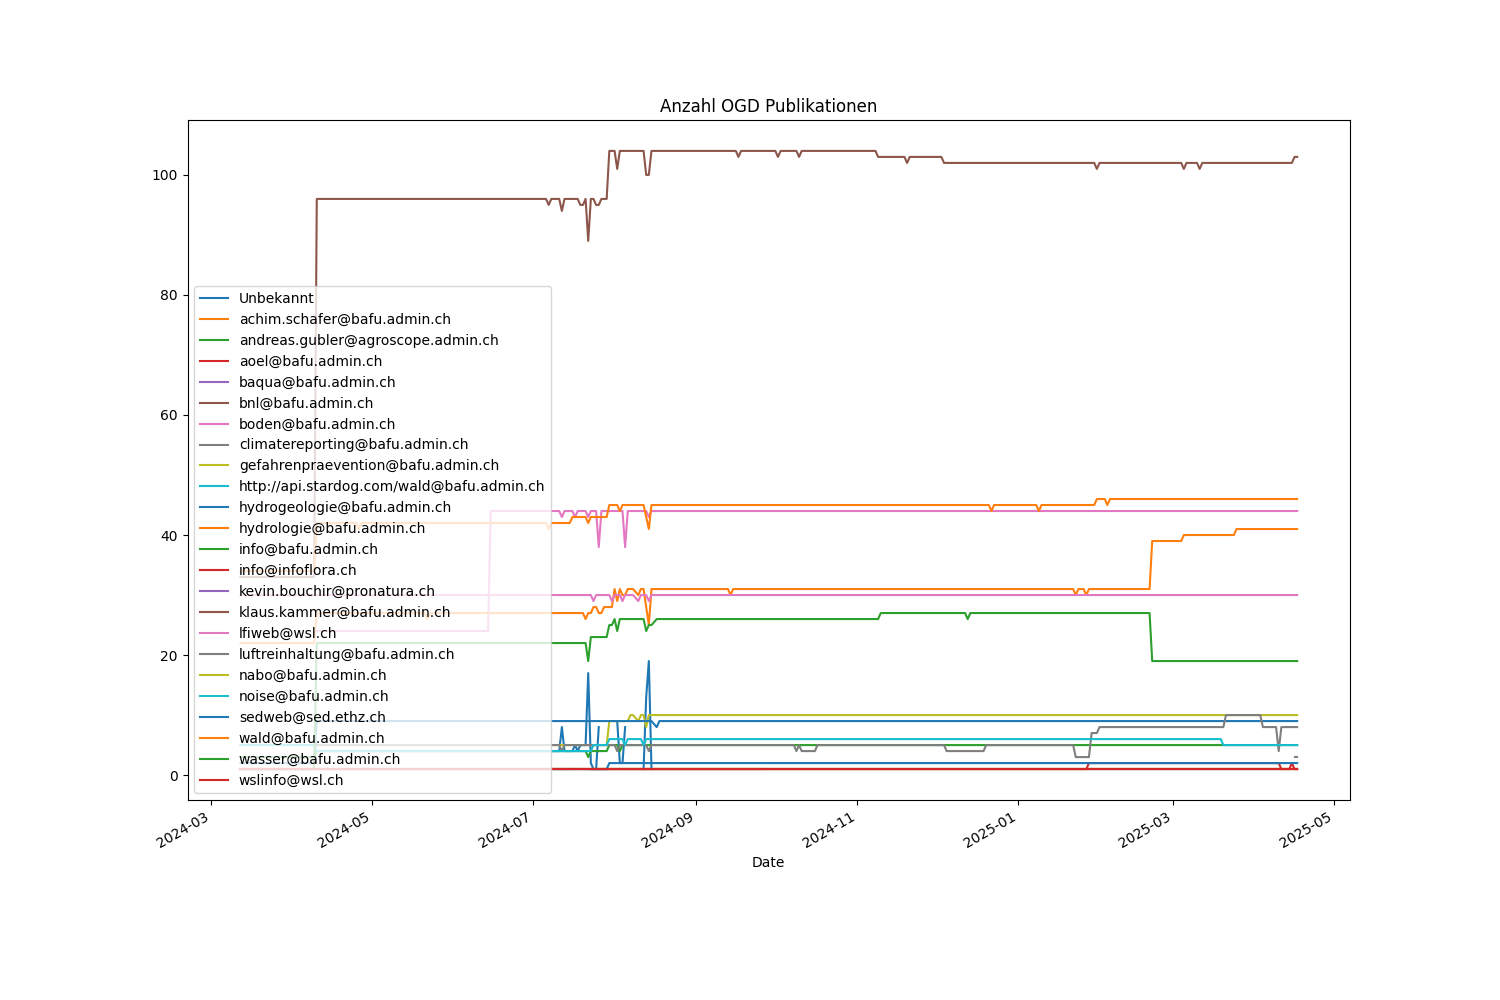 Anzahl OGD Publikationen
100
80
60
40
20
0
Unbekannt
achim.schafer@bafu.admin.ch
andreas.gubler@agroscope.admin.ch
aoel@bafu.admin.ch
baqua@bafu.admin.ch
bnl@bafu.admin.ch
boden@bafu.admin.ch
climatereporting@bafu.admin.ch
gefahrenpraevention@bafu.admin.ch
http://api.stardog.com/wald@bafu.admin.ch
hydrogeologie@bafu.admin.ch
hydrologie@bafu.admin.ch
info@bafu.admin.ch
info@infoflora.ch
kevin.bouchir@pronatura.ch
klaus.kammer@bafu.admin.ch
lfiweb@wsl.ch
luftreinhaltung@bafu.admin.ch
nabo@bafu.admin.ch
noise@bafu.admin.ch
sedweb@sed.ethz.ch
wald@bafu.admin.ch
wasser@bafu.admin.ch
wslinfo@wsl.ch
2024-03
2024-05
2024-07
2024-09
2024-11
2025-01
2025-03
2025-05
Date